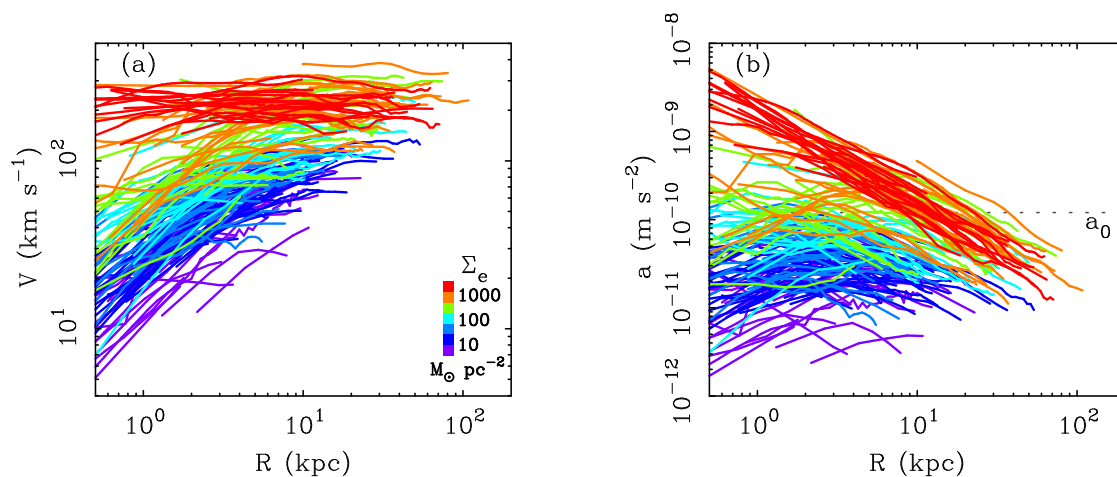 (a)
10²
10¹
V (km s⁻¹)
Σe
1000
100
10
M⊙ pc⁻²
10⁰ 10¹ 10²
R (kpc)
(b)
10⁻⁸
10⁻⁹
10⁻¹⁰
10⁻¹¹
10⁻¹²
a (m s⁻²)
a₀
10⁰ 10¹ 10²
R (kpc)